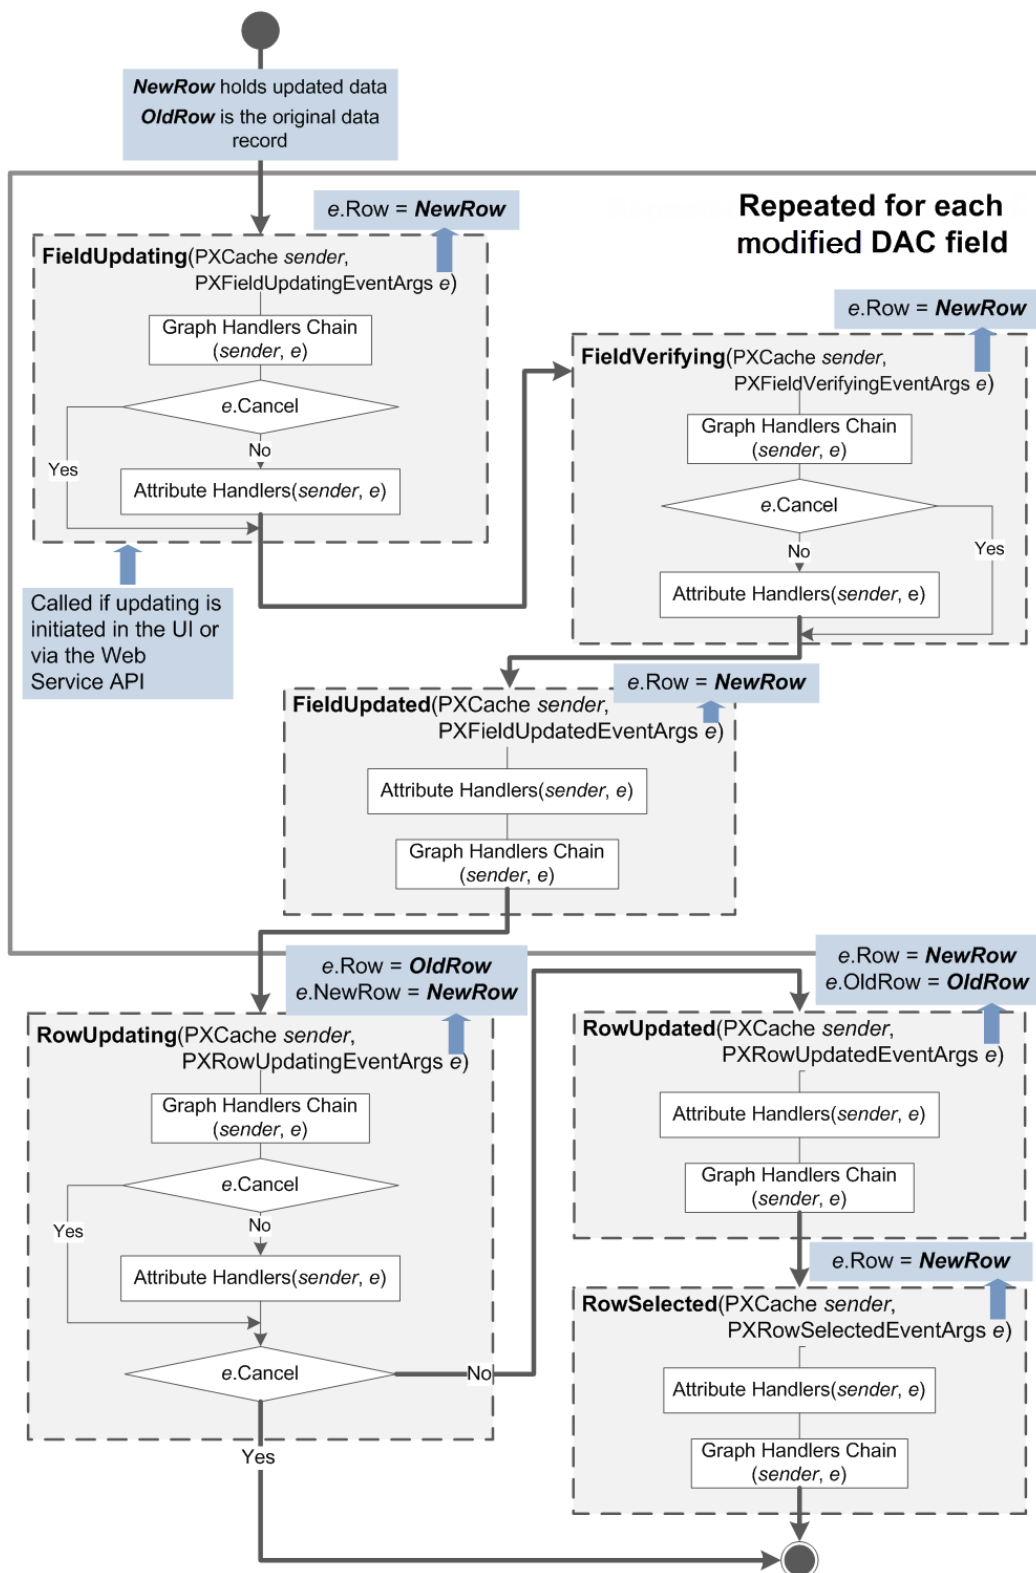 NewRow holds updated data
OldRow is the original data
record
e.Row = NewRow
Repeated for each
modified DAC field
FieldUpdating(PXCache sender,
PXFieldUpdatingEventArgs e)
Graph Handlers Chain
(sender, e)
e.Cancel
No
Yes
Attribute Handlers(sender, e)
Called if updating is
initiated in the UI or
via the Web
Service API
e.Row = NewRow
FieldVerifying(PXCache sender,
PXFieldVerifyingEventArgs e)
Graph Handlers Chain
(sender, e)
e.Cancel
No
Yes
Attribute Handlers(sender, e)
e.Row = NewRow
FieldUpdated(PXCache sender,
PXFieldUpdatedEventArgs e)
Attribute Handlers(sender, e)
Graph Handlers Chain
(sender, e)
e.Row = OldRow
e.NewRow = NewRow
RowUpdating(PXCache sender,
PXRowUpdatingEventArgs e)
Graph Handlers Chain
(sender, e)
e.Cancel
No
Yes
Attribute Handlers(sender, e)
e.Cancel
No
Yes
e.Row = NewRow
e.OldRow = OldRow
RowUpdated(PXCache sender,
PXRowUpdatedEventArgs e)
Attribute Handlers(sender, e)
Graph Handlers Chain
(sender, e)
e.Row = NewRow
RowSelected(PXCache sender,
PXRowSelectedEventArgs e)
Attribute Handlers(sender, e)
Graph Handlers Chain
(sender, e)